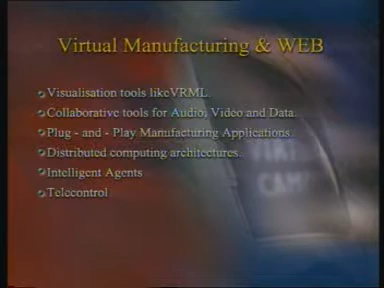 Virtual Manufacturing & WEB
Visualisation tools likeVRML.
Collaborative tools for Audio, Video and Data.
Plug - and - Play Manufacturing Applications.
Distributed computing architectures.
Intelligent Agents
Telecontrol